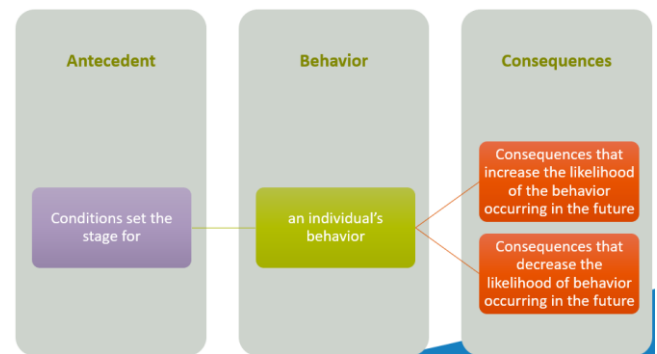 Antecedent
Behavior
Consequences
Conditions set the
stage for
an individual's
behavior
Consequences that
increase the likelihood
of the behavior
occurring in the future
Consequences that
decrease the
likelihood of behavior
occurring in the future